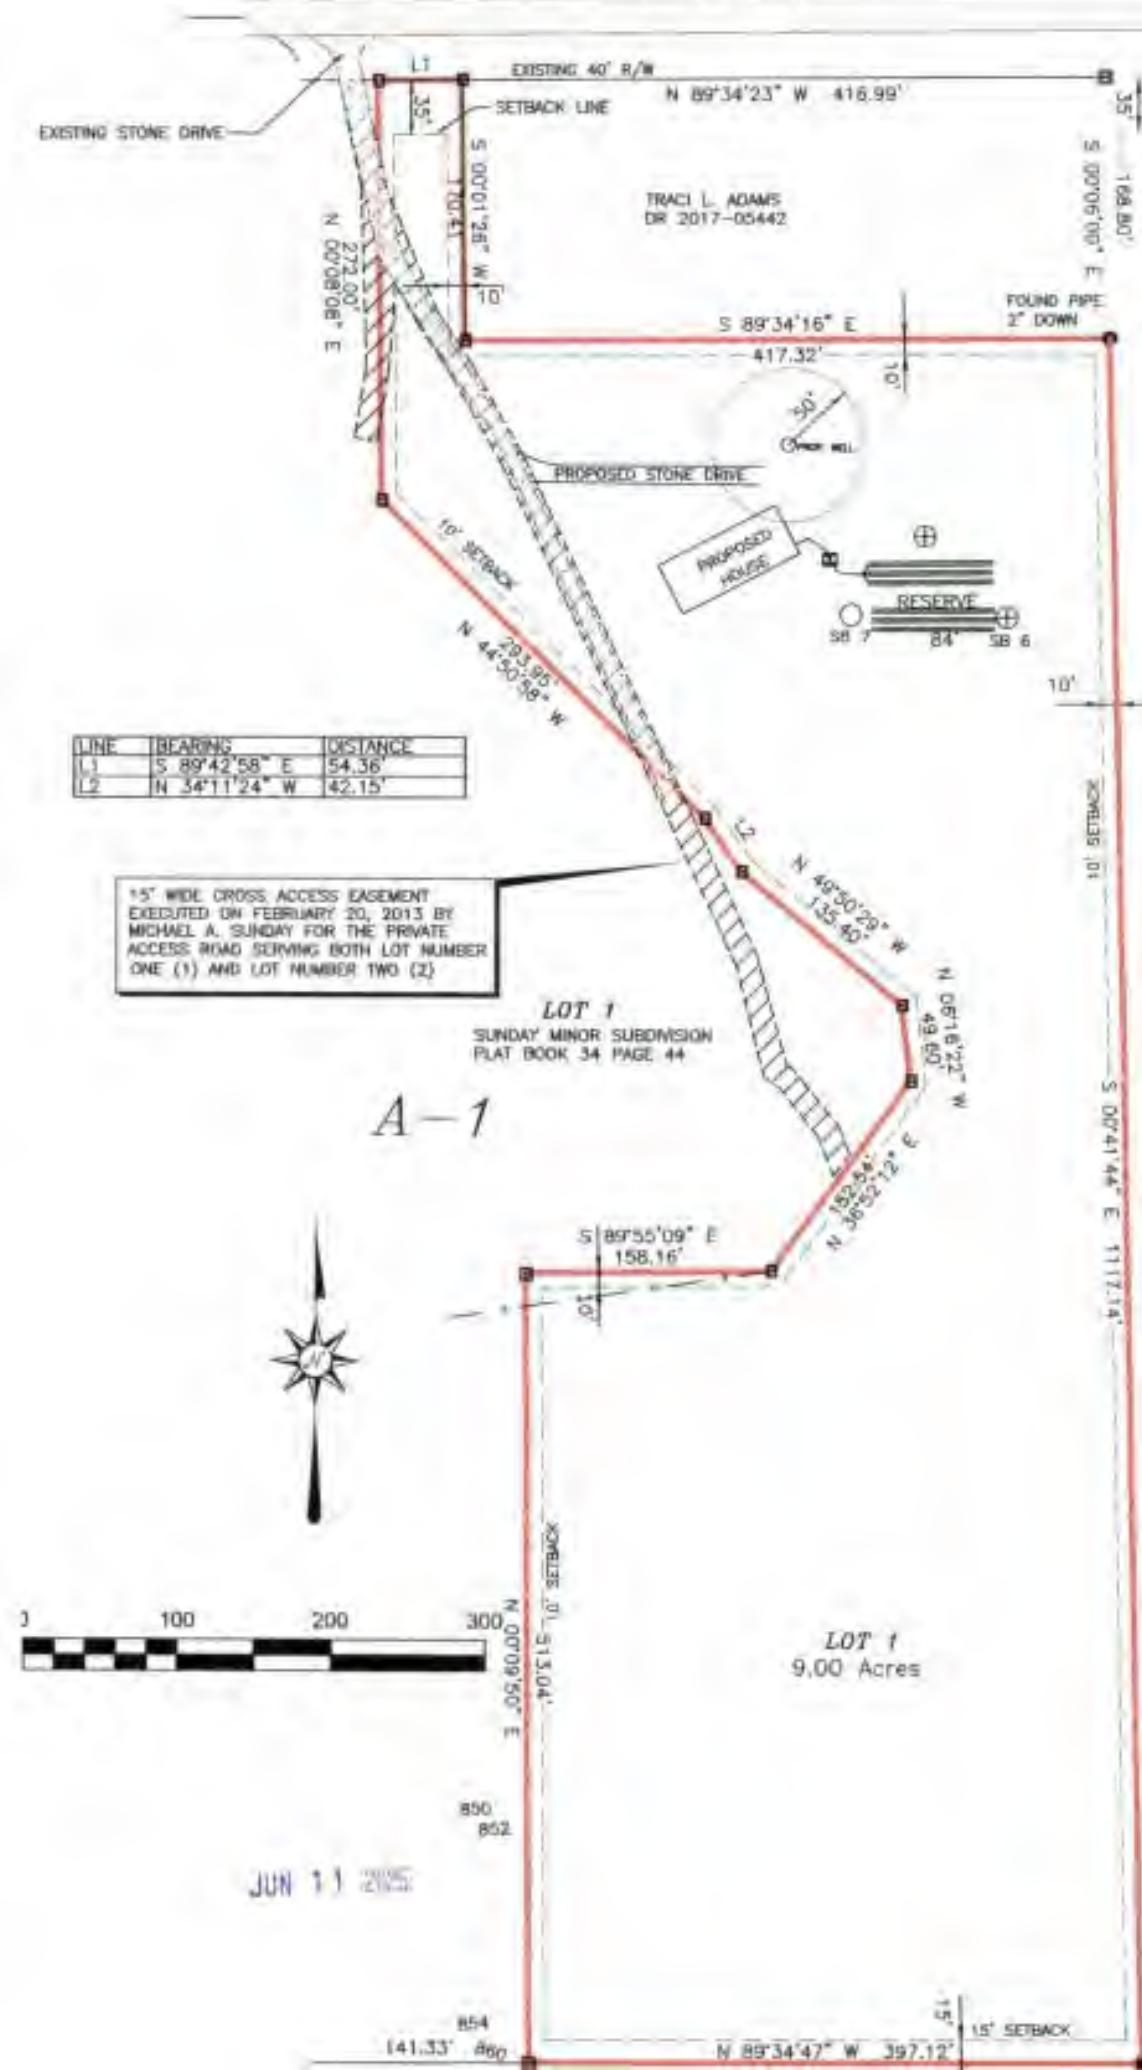 L1
EXISTING 40' R/W
N 89°34'23" W 416.99'
35'
SETBACK LINE
35'
EXISTING STONE DRIVE
S 00°01'26" W
170.41'
TRACI L. ADAMS
DR 2017-05442
S 00°06'00" E 168.80'
272.00'
N 00°08'08" E
10'
FOUND PIPE
2" DOWN
S 89°34'16" E
417.32'
10'
50'
PROPOSED STONE DRIVE
10' SETBACK
PROPOSED
HOUSE
RESERVE
SB 7
84'
SB 6
293.95'
N 44°50'58" W
10'
LINE BEARING DISTANCE
L1 S 89°42'58" E 54.36'
L2 N 34°11'24" W 42.15'
10' SETBACK
L2
N 49°50'29" W
135.40'
15' WIDE CROSS ACCESS EASEMENT
EXECUTED ON FEBRUARY 20, 2013 BY
MICHAEL A. SUNDAY FOR THE PRIVATE
ACCESS ROAD SERVING BOTH LOT NUMBER
ONE (1) AND LOT NUMBER TWO (2)
N 06°16'22" W
49.60'
LOT 1
SUNDAY MINOR SUBDIVISION
PLAT BOOK 34 PAGE 44
A-1
S 00°41'44" E 1117.14'
152.54'
N 36°52'12" E
S 89°55'09" E
158.16'
10'
N
10' SETBACK
100 200 300
N 00°09'50" E 513.04'
LOT 1
9.00 Acres
850
852
JUN 11 2025
854
141.33' 860
15'
15' SETBACK
N 89°34'47" W 397.12'